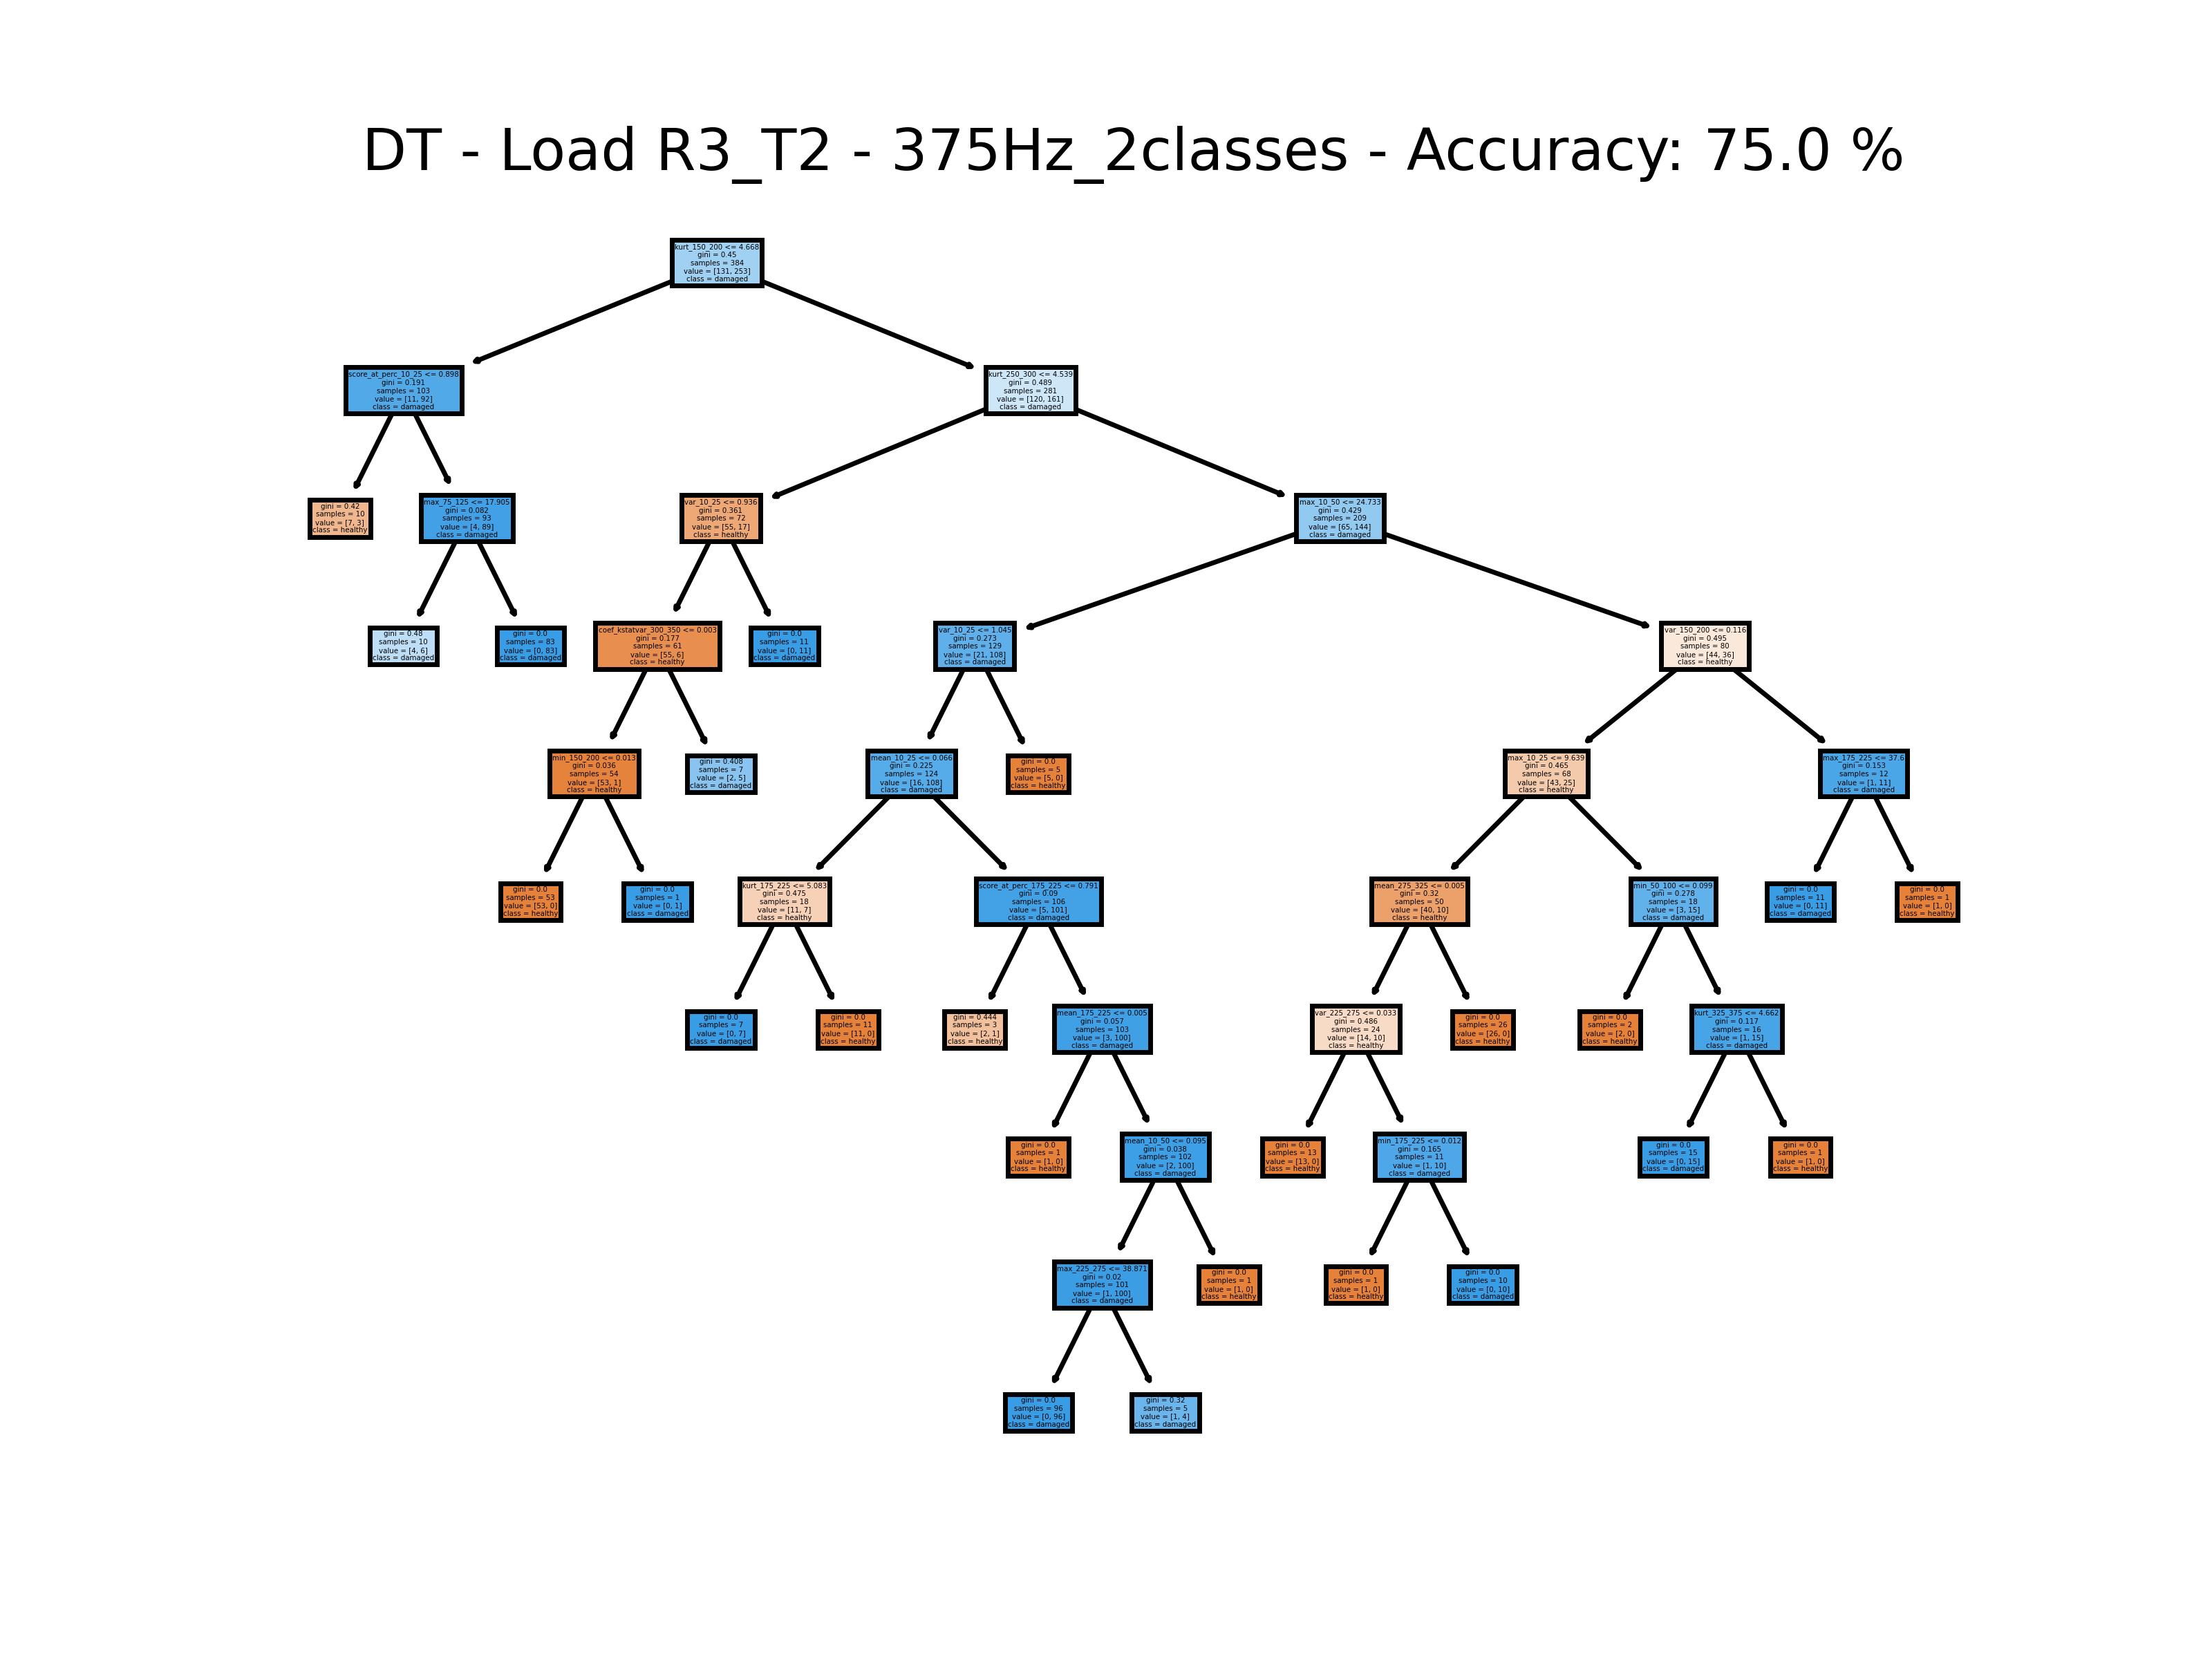 DT - Load R3_T2 - 375Hz_2classes - Accuracy: 75.0 %
kurt_150_200 <= 4.668
gini = 0.45
samples = 384
value = [131, 253]
class = damaged
score_at_perc_10_25 <= 0.898
gini = 0.191
samples = 103
value = [11, 92]
class = damaged
kurt_250_300 <= 4.539
gini = 0.489
samples = 281
value = [120, 161]
class = damaged
gini = 0.42
samples = 10
value = [7, 3]
class = healthy
max_75_125 <= 17.905
gini = 0.082
samples = 93
value = [4, 89]
class = damaged
var_10_25 <= 0.936
gini = 0.361
samples = 72
value = [55, 17]
class = healthy
max_10_50 <= 24.733
gini = 0.429
samples = 209
value = [65, 144]
class = damaged
gini = 0.48
samples = 10
value = [4, 6]
class = damaged
gini = 0.0
samples = 83
value = [0, 83]
class = damaged
coef_kstatvar_300_350 <= 0.003
gini = 0.177
samples = 61
value = [55, 6]
class = healthy
gini = 0.0
samples = 11
value = [0, 11]
class = damaged
var_10_25 <= 1.045
gini = 0.273
samples = 129
value = [21, 108]
class = damaged
var_150_200 <= 0.116
gini = 0.495
samples = 80
value = [44, 36]
class = healthy
min_150_200 <= 0.013
gini = 0.036
samples = 54
value = [53, 1]
class = healthy
gini = 0.408
samples = 7
value = [2, 5]
class = damaged
mean_10_25 <= 0.066
gini = 0.225
samples = 124
value = [16, 108]
class = damaged
gini = 0.0
samples = 5
value = [5, 0]
class = healthy
max_10_25 <= 9.639
gini = 0.465
samples = 68
value = [43, 25]
class = healthy
max_175_225 <= 37.6
gini = 0.153
samples = 12
value = [1, 11]
class = damaged
gini = 0.0
samples = 53
value = [53, 0]
class = healthy
gini = 0.0
samples = 1
value = [0, 1]
class = damaged
kurt_175_225 <= 5.083
gini = 0.475
samples = 18
value = [11, 7]
class = healthy
score_at_perc_175_225 <= 0.791
gini = 0.09
samples = 106
value = [5, 101]
class = damaged
mean_275_325 <= 0.005
gini = 0.32
samples = 50
value = [40, 10]
class = healthy
min_50_100 <= 0.099
gini = 0.278
samples = 18
value = [3, 15]
class = damaged
gini = 0.0
samples = 11
value = [0, 11]
class = damaged
gini = 0.0
samples = 1
value = [1, 0]
class = healthy
gini = 0.0
samples = 7
value = [0, 7]
class = damaged
gini = 0.0
samples = 11
value = [11, 0]
class = healthy
gini = 0.444
samples = 3
value = [2, 1]
class = healthy
mean_175_225 <= 0.005
gini = 0.057
samples = 103
value = [3, 100]
class = damaged
var_225_275 <= 0.033
gini = 0.486
samples = 24
value = [14, 10]
class = healthy
gini = 0.0
samples = 26
value = [26, 0]
class = healthy
gini = 0.0
samples = 2
value = [2, 0]
class = healthy
kurt_325_375 <= 4.662
gini = 0.117
samples = 16
value = [1, 15]
class = damaged
gini = 0.0
samples = 1
value = [1, 0]
class = healthy
mean_10_50 <= 0.095
gini = 0.038
samples = 102
value = [2, 100]
class = damaged
gini = 0.0
samples = 13
value = [13, 0]
class = healthy
min_175_225 <= 0.012
gini = 0.165
samples = 11
value = [1, 10]
class = damaged
gini = 0.0
samples = 15
value = [0, 15]
class = damaged
gini = 0.0
samples = 1
value = [1, 0]
class = healthy
max_225_275 <= 38.871
gini = 0.02
samples = 101
value = [1, 100]
class = damaged
gini = 0.0
samples = 1
value = [1, 0]
class = healthy
gini = 0.0
samples = 1
value = [1, 0]
class = healthy
gini = 0.0
samples = 10
value = [0, 10]
class = damaged
gini = 0.0
samples = 96
value = [0, 96]
class = damaged
gini = 0.32
samples = 5
value = [1, 4]
class = damaged